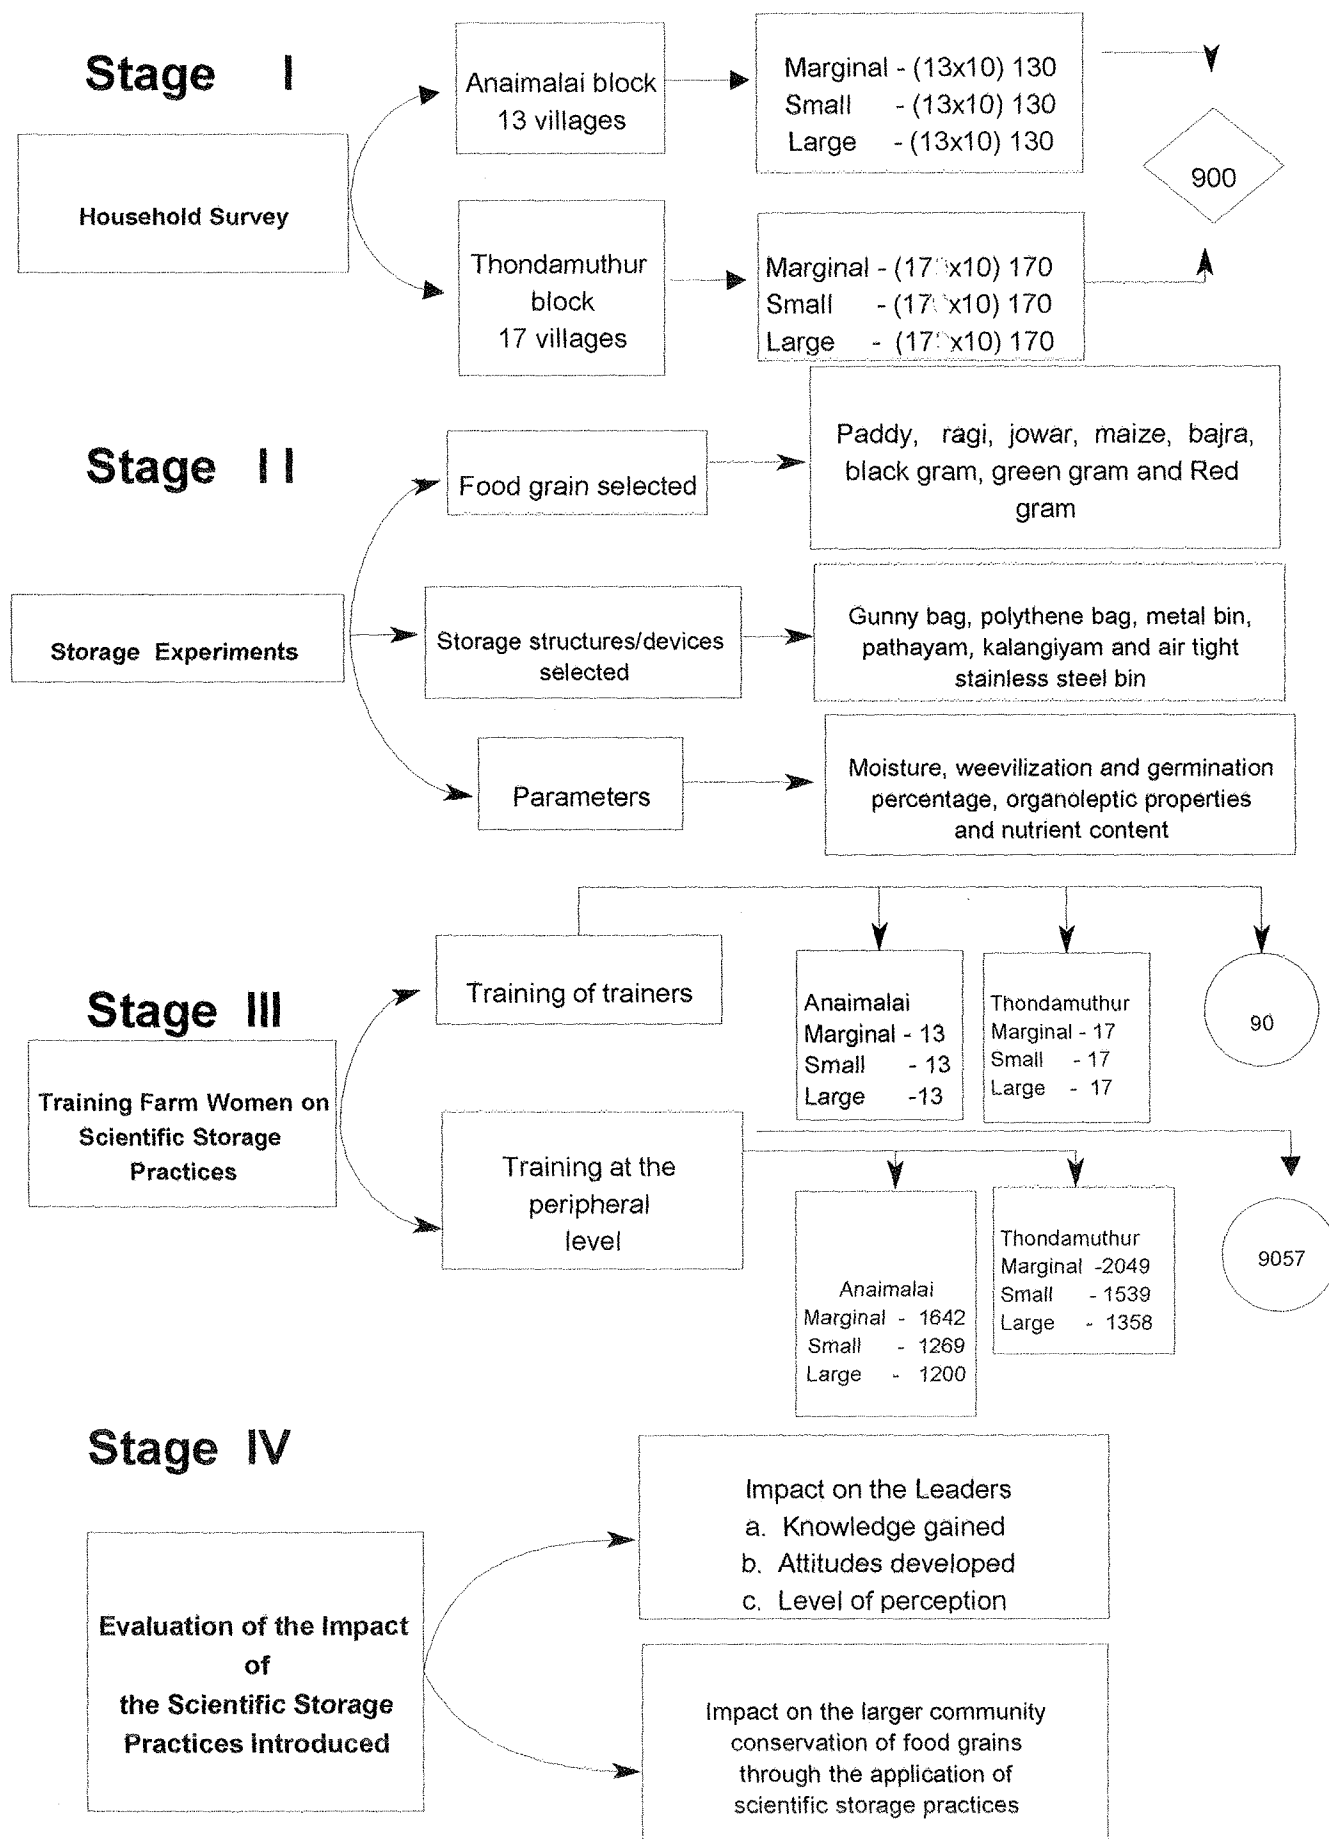 Stage I
Household Survey
Anaimalai block
13 villages
Marginal - (13x10) 130
Small - (13x10) 130
Large - (13x10) 130
900
Thondamuthur
block
17 villages
Marginal - (17 x10) 170
Small - (17 x10) 170
Large - (17 x10) 170
Stage II
Storage Experiments
Food grain selected
Paddy, ragi, jowar, maize, bajra,
black gram, green gram and Red
gram
Storage structures/devices
selected
Gunny bag, polythene bag, metal bin,
pathayam, kalangiyam and air tight
stainless steel bin
Parameters
Moisture, weevilization and germination
percentage, organoleptic properties
and nutrient content
Stage III
Training Farm Women on
Scientific Storage
Practices
Training of trainers
Anaimalai
Marginal - 13
Small - 13
Large -13
Thondamuthur
Marginal - 17
Small - 17
Large - 17
90
Training at the
peripheral
level
Anaimalai
Marginal - 1642
Small - 1269
Large - 1200
Thondamuthur
Marginal -2049
Small - 1539
Large - 1358
9057
Stage IV
Evaluation of the Impact
of
the Scientific Storage
Practices Introduced
Impact on the Leaders
a. Knowledge gained
b. Attitudes developed
c. Level of perception
Impact on the larger community
conservation of food grains
through the application of
scientific storage practices